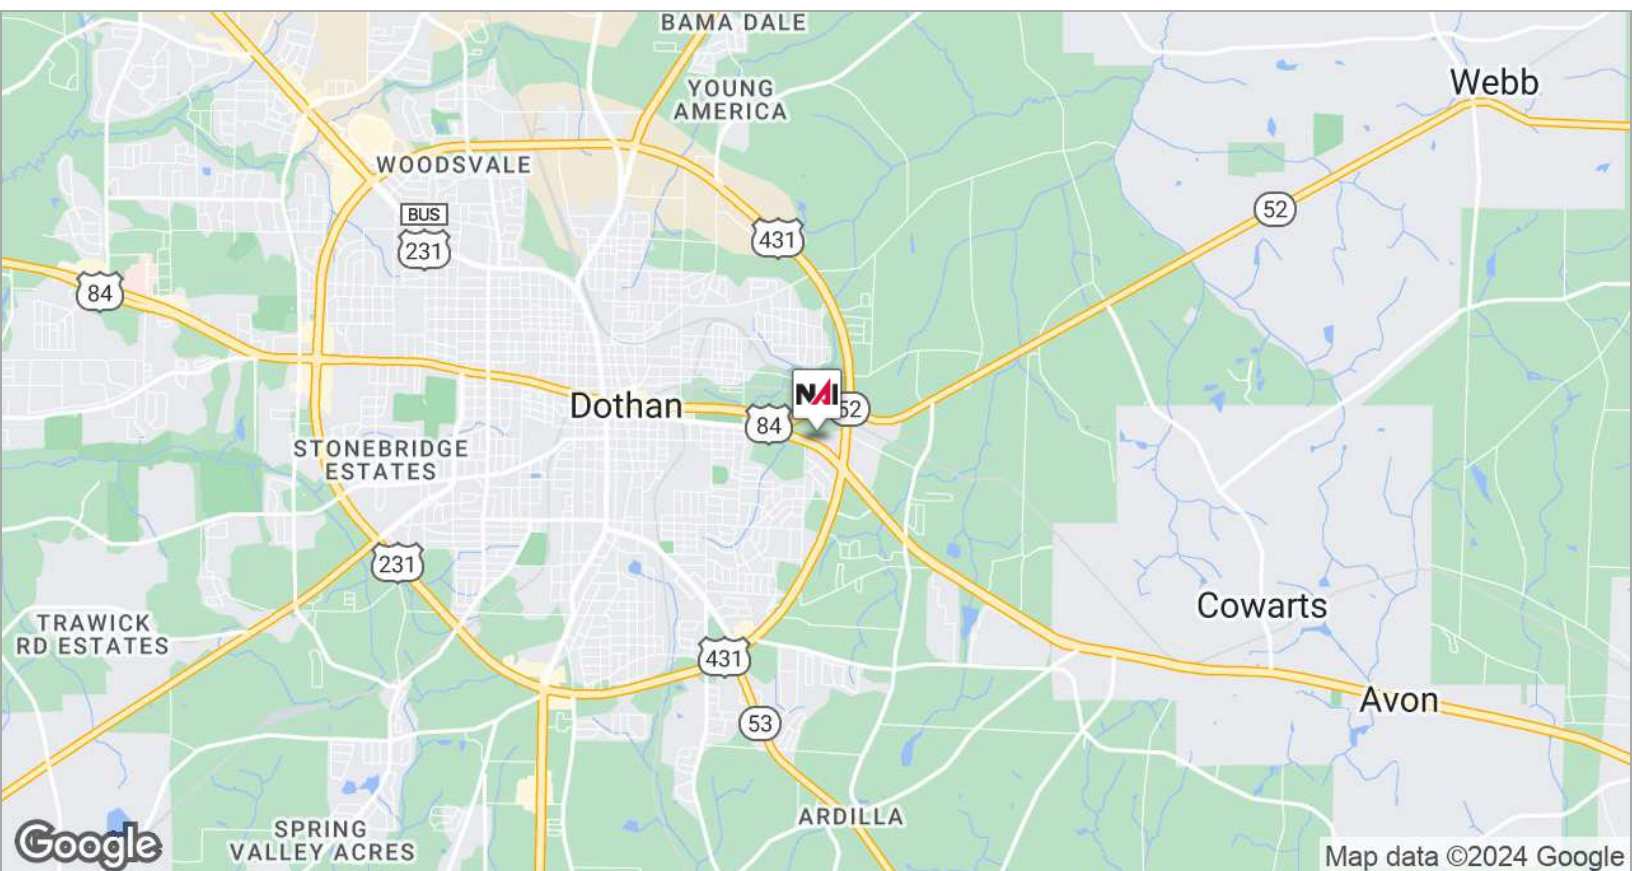 BAMA DALE
YOUNG
AMERICA
Webb
WOODSVALE
BUS
231
52
431
84
NAI
Dothan
84
52
STONEBRIDGE
ESTATES
231
Cowarts
TRAWICK
RD ESTATES
431
Avon
53
ARDILLA
SPRING
VALLEY ACRES
Google
Map data ©2024 Google